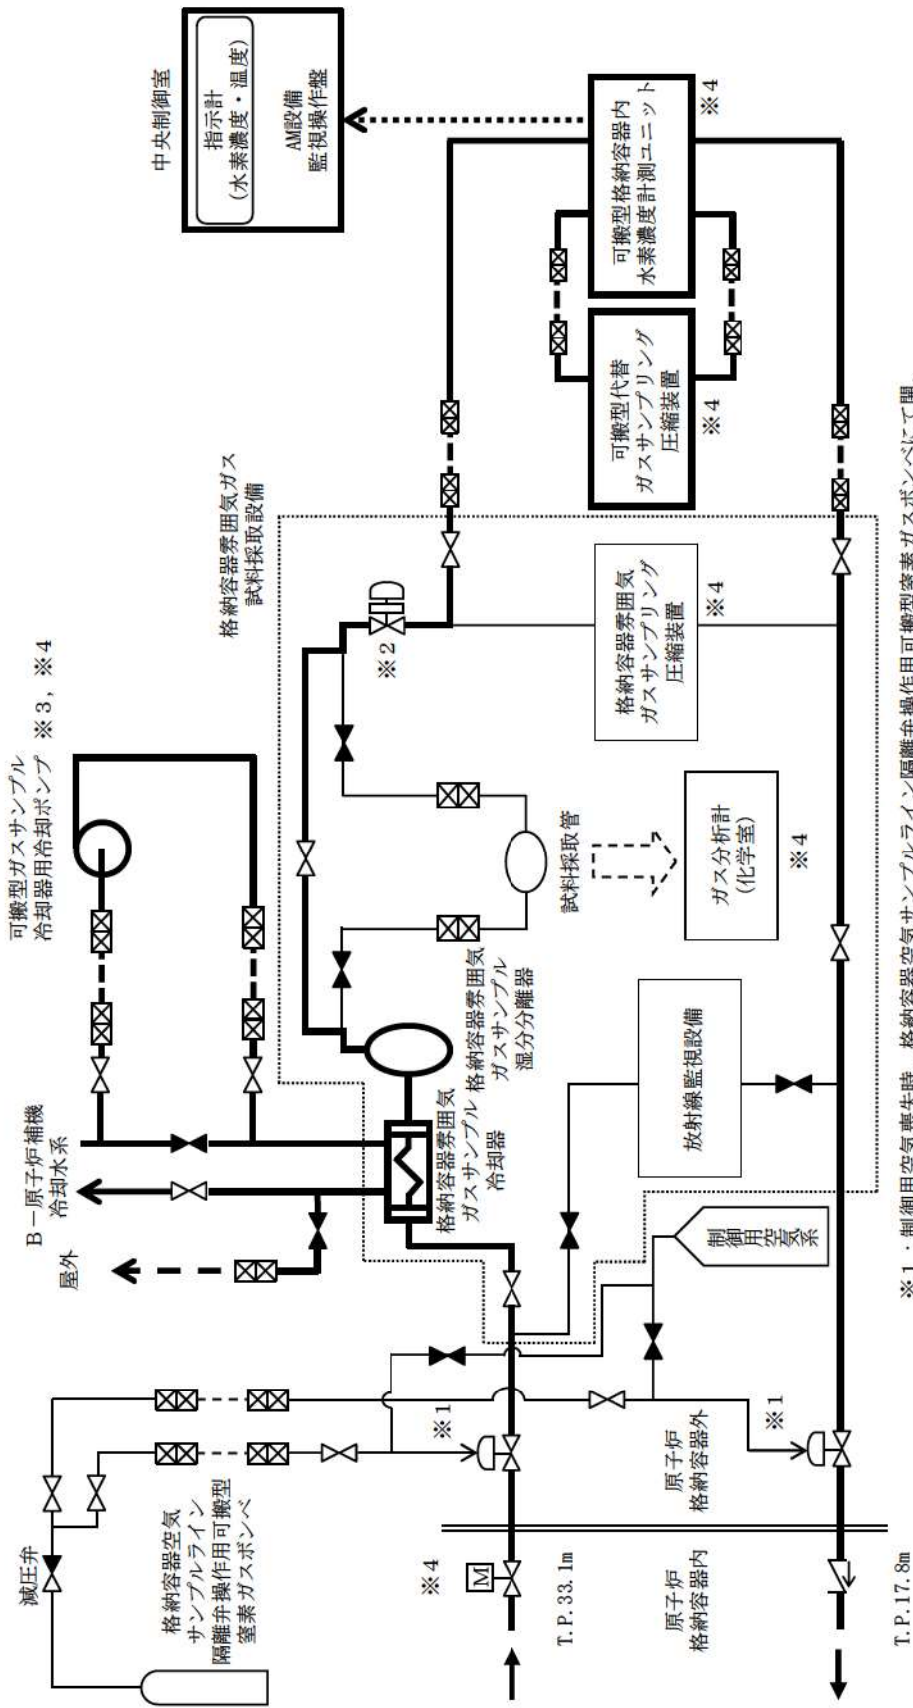 中央制御室
指示計
(水素濃度・温度)
AM設備
監視操作盤
可搬型格納容器内
水素濃度計測ユニット
※4
可搬型代替
ガスサンプリング
圧縮装置
※4
格納容器雰囲気ガス
試料採取設備
※2
格納容器雰囲気
ガスサンプリング
圧縮装置
※4
可搬型ガスサンプル
冷却器用冷却ポンプ ※3, ※4
試料採取管
ガス分析計
(化学室)
※4
格納容器雰囲気
ガスサンプル
湿分分離器
格納容器雰囲気
ガスサンプル
冷却器
放射線監視設備
B-原子炉補機
冷却水系
屋外
制御用空気系
※1
※1
原子炉
格納容器外
減圧弁
格納容器空気
サンプルライン
隔離弁操作用可搬型
窒素ガスボンベ
※4
M
T.P.33.1m
原子炉
格納容器内
T.P.17.8m
※1:制御用空気喪失時、格納容器空気サンプルライン隔離弁操作用可搬型窒素ガスボンベにて開